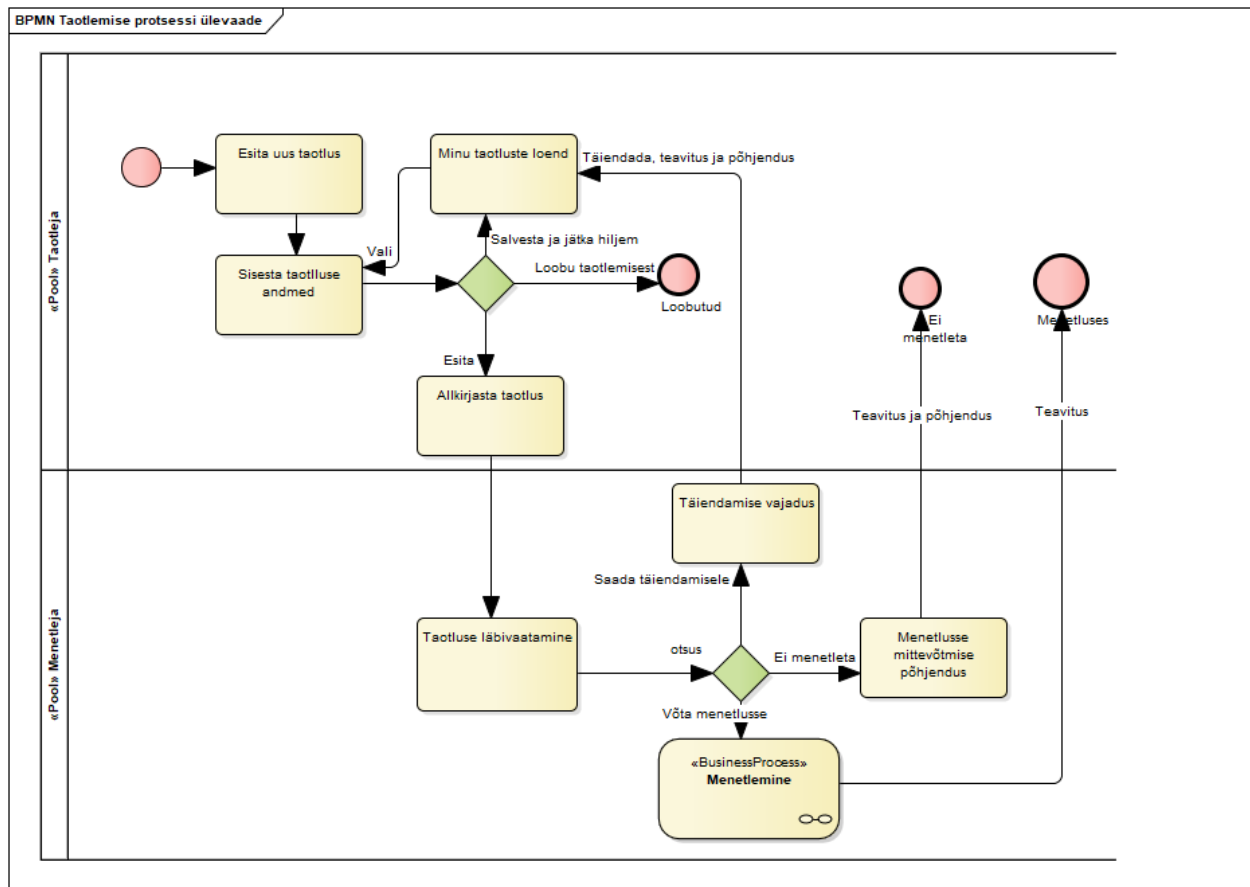 BPMN Taotlemise protsessi ülevaade
«Pool» Taotleja
Esita uus taotlus
Minu taotluste loend
Täiendada, teavitus ja põhjendus
Salvesta ja jätka hiljem
Vali
Sisesta taotlluse
andmed
Loobu taotlemisest
Loobutud
Ei
menetleta
Menetluses
Esita
Allkirjasta taotlus
Teavitus ja põhjendus
Teavitus
«Pool» Menetleja
Täiendamise vajadus
Saada täiendamisele
Taotluse läbivaatamine
otsus
Ei menetleta
Menetlusse
mittevõtmise
põhjendus
Võta menetlusse
«BusinessProcess»
Menetlemine